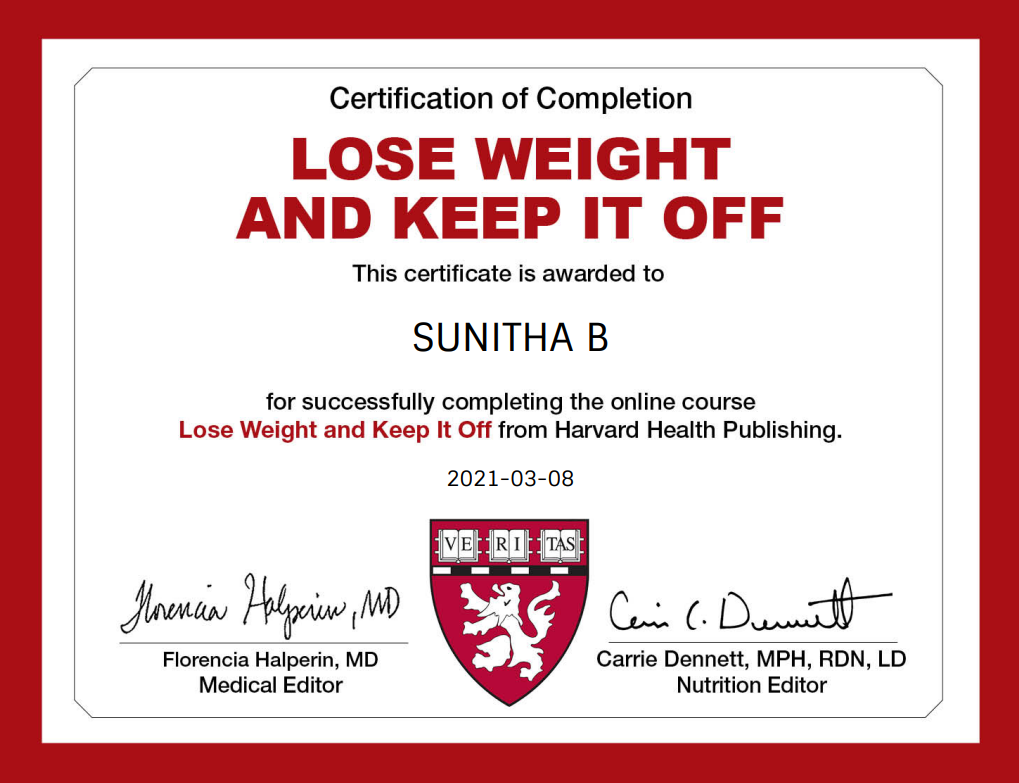 Certification of Completion
LOSE WEIGHT
AND KEEP IT OFF
This certificate is awarded to
SUNITHA B
for successfully completing the online course
Lose Weight and Keep It Off from Harvard Health Publishing.
2021-03-08
VE RI TAS
Florencia Halperin, MD
Carin C. Dennett
Florencia Halperin, MD
Medical Editor
Carrie Dennett, MPH, RDN, LD
Nutrition Editor